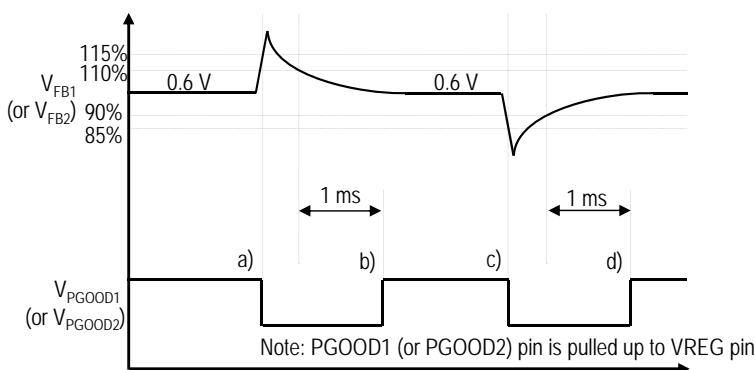 115%
110%
0.6 V
0.6 V
V_FB1
(or V_FB2)
90%
85%
1 ms
1 ms
a)
b)
c)
d)
V_PGOOD1
(or V_PGOOD2)
Note: PGOOD1 (or PGOOD2) pin is pulled up to VREG pin